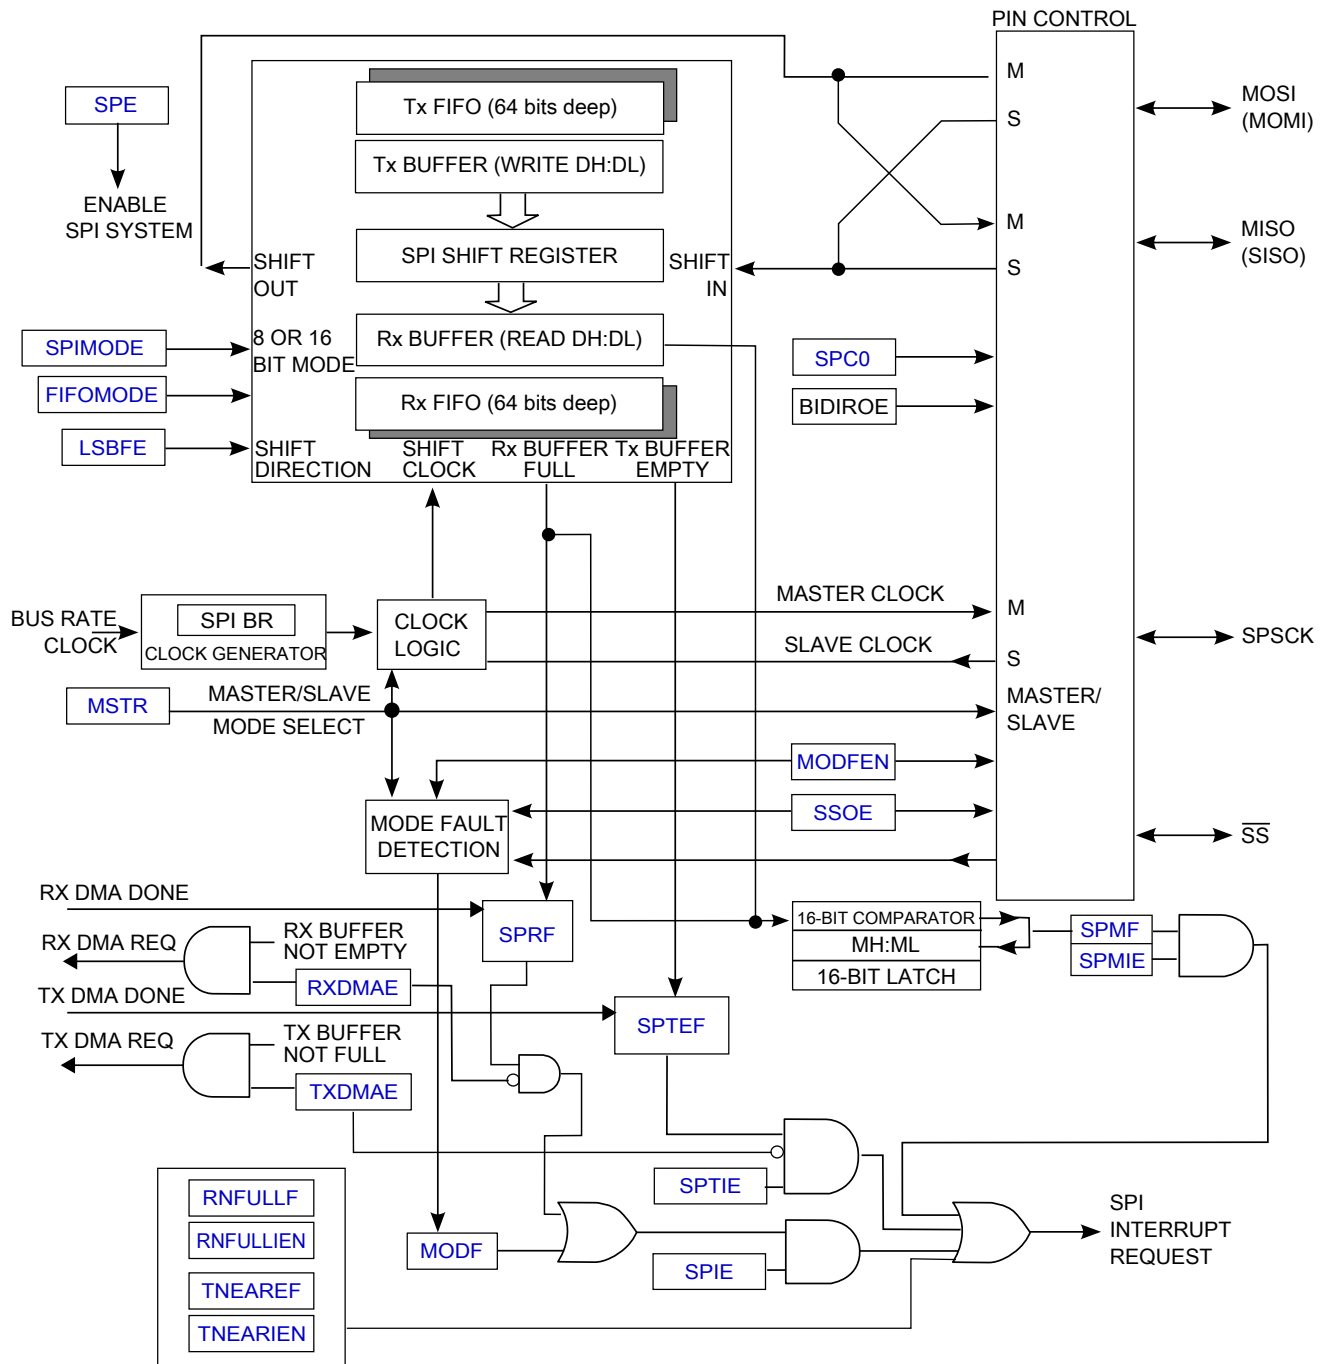 PIN CONTROL
M
MOSI
(MOMI)
S
Tx FIFO (64 bits deep)
SPE
Tx BUFFER (WRITE DH:DL)
ENABLE
SPI SYSTEM
M
MISO
(SISO)
SPI SHIFT REGISTER
SHIFT
OUT
SHIFT
IN
S
SPIMODE
8 OR 16
BIT MODE
Rx BUFFER (READ DH:DL)
SPC0
FIFOMODE
Rx FIFO (64 bits deep)
BIDIROE
LSBFE
SHIFT
DIRECTION
SHIFT
CLOCK
Rx BUFFER
FULL
Tx BUFFER
EMPTY
BUS RATE
CLOCK
SPI BR
CLOCK GENERATOR
CLOCK
LOGIC
MASTER CLOCK
M
SLAVE CLOCK
S
SPSCK
MSTR
MASTER/SLAVE
MODE SELECT
MASTER/
SLAVE
MODFEN
SSOE
MODE FAULT
DETECTION
SS
RX DMA DONE
SPRF
16-BIT COMPARATOR
MH:ML
16-BIT LATCH
SPMF
SPMIE
RX DMA REQ
RX BUFFER
NOT EMPTY
RXDMAE
TX DMA DONE
SPTEF
TX DMA REQ
TX BUFFER
NOT FULL
TXDMAE
SPTIE
RNFULLF
RNFULLIEN
TNEAREF
TNEARIEN
MODF
SPIE
SPI
INTERRUPT
REQUEST